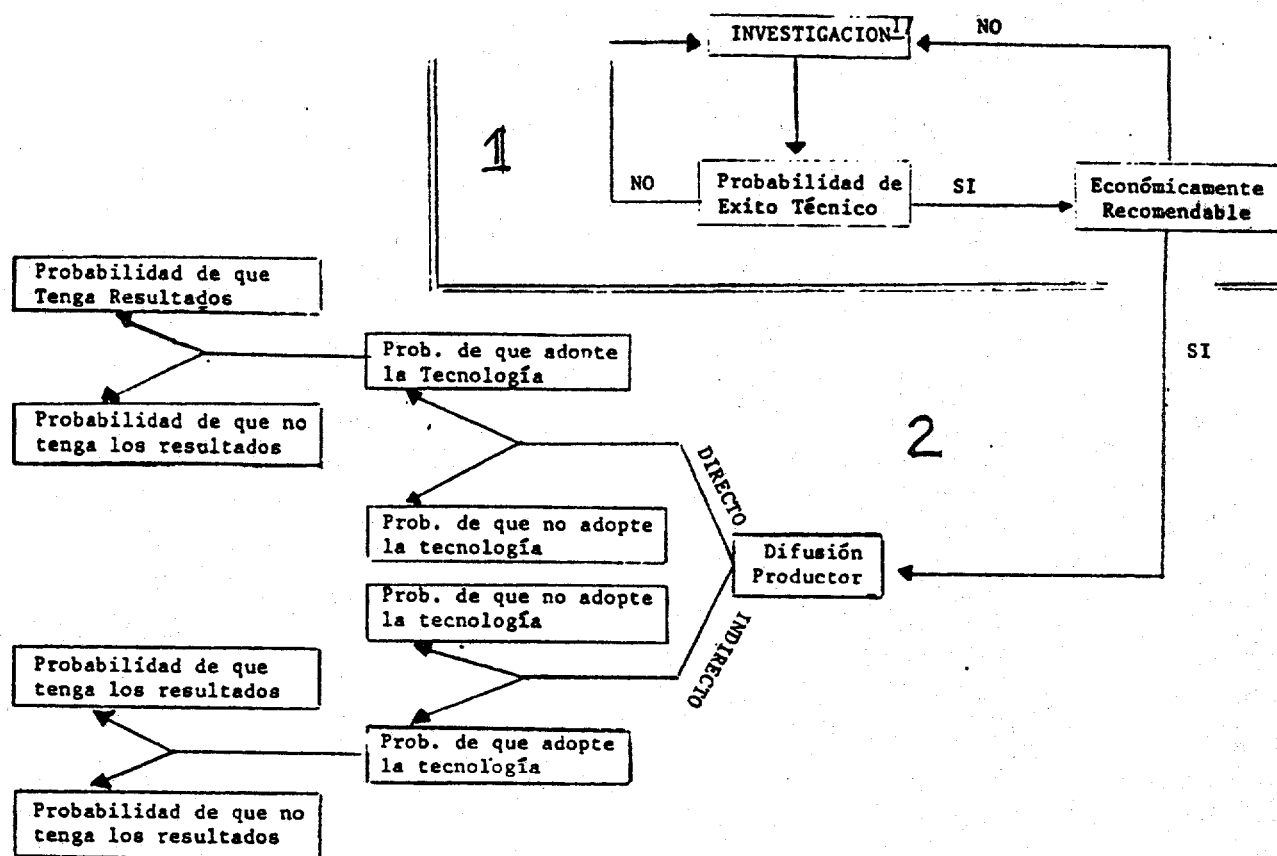 INVESTIGACION 1/
NO
1
NO
Probabilidad de
Exito Técnico
SI
Económicamente
Recomendable
SI
Probabilidad de que
Tenga Resultados
Prob. de que adonte
la Tecnología
Probabilidad de que no
tenga los resultados
2
DIRECTO
Prob. de que no adopte
la tecnología
Difusión
Productor
Prob. de que no adopte
la tecnología
INDIRECTO
Probabilidad de que
tenga los resultados
Prob. de que adopte
la tecnología
Probabilidad de que no
tenga los resultados